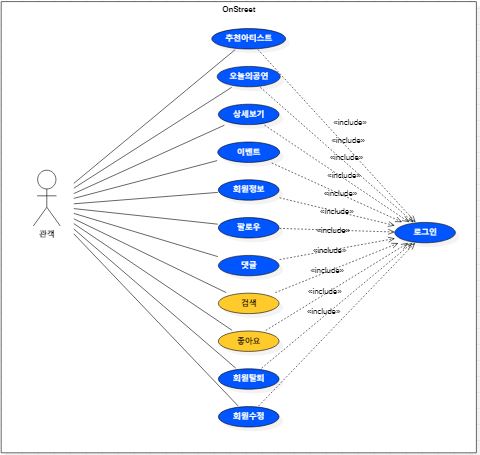 OnStreet
추천아티스트
오늘의공연
상세보기
«include»
«include»
이벤트
«include»
«include»
회원정보
«include»
«include»
관객
팔로우
«include»
로그인
«include»
댓글
«include»
«include»
검색
«include»
좋아요
회원탈퇴
회원수정